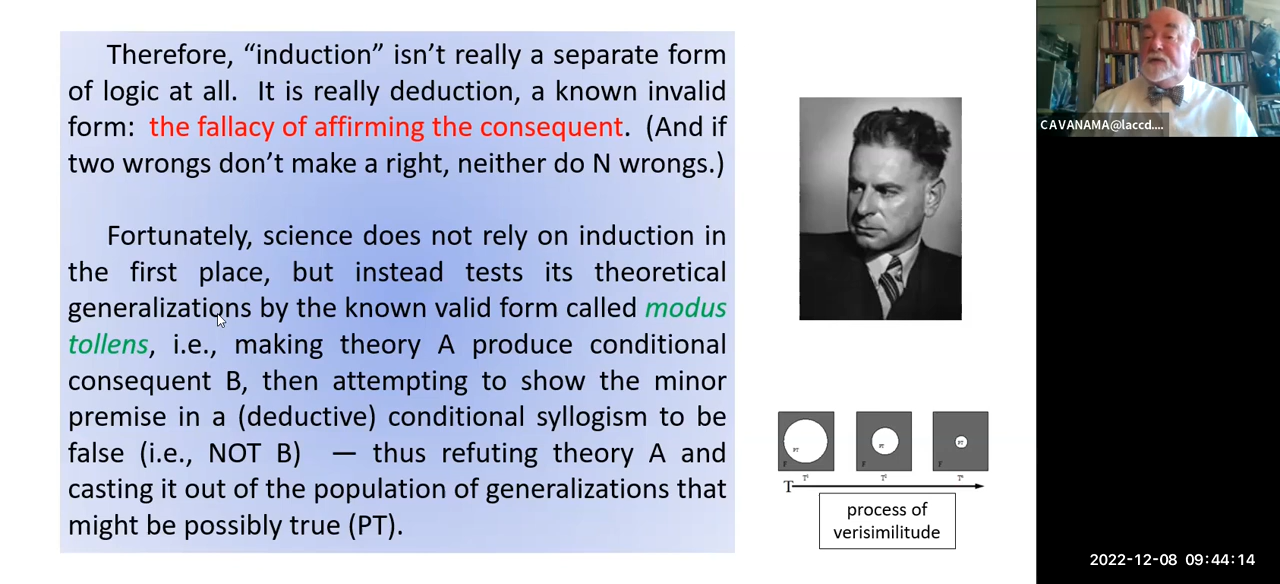 Therefore, “induction” isn’t really a separate form
of logic at all. It is really deduction, a known invalid
form: the fallacy of affirming the consequent. (And if
two wrongs don’t make a right, neither do N wrongs.)
Fortunately, science does not rely on induction in
the first place, but instead tests its theoretical
generalizations by the known valid form called modus
tollens, i.e., making theory A produce conditional
consequent B, then attempting to show the minor
premise in a (deductive) conditional syllogism to be
false (i.e., NOT B) — thus refuting theory A and
casting it out of the population of generalizations that
might be possibly true (PT).
PT
F
PT
F
PT
F
T
process of
verisimilitude
CAVANAMA@laccd....
2022-12-08 09:44:14